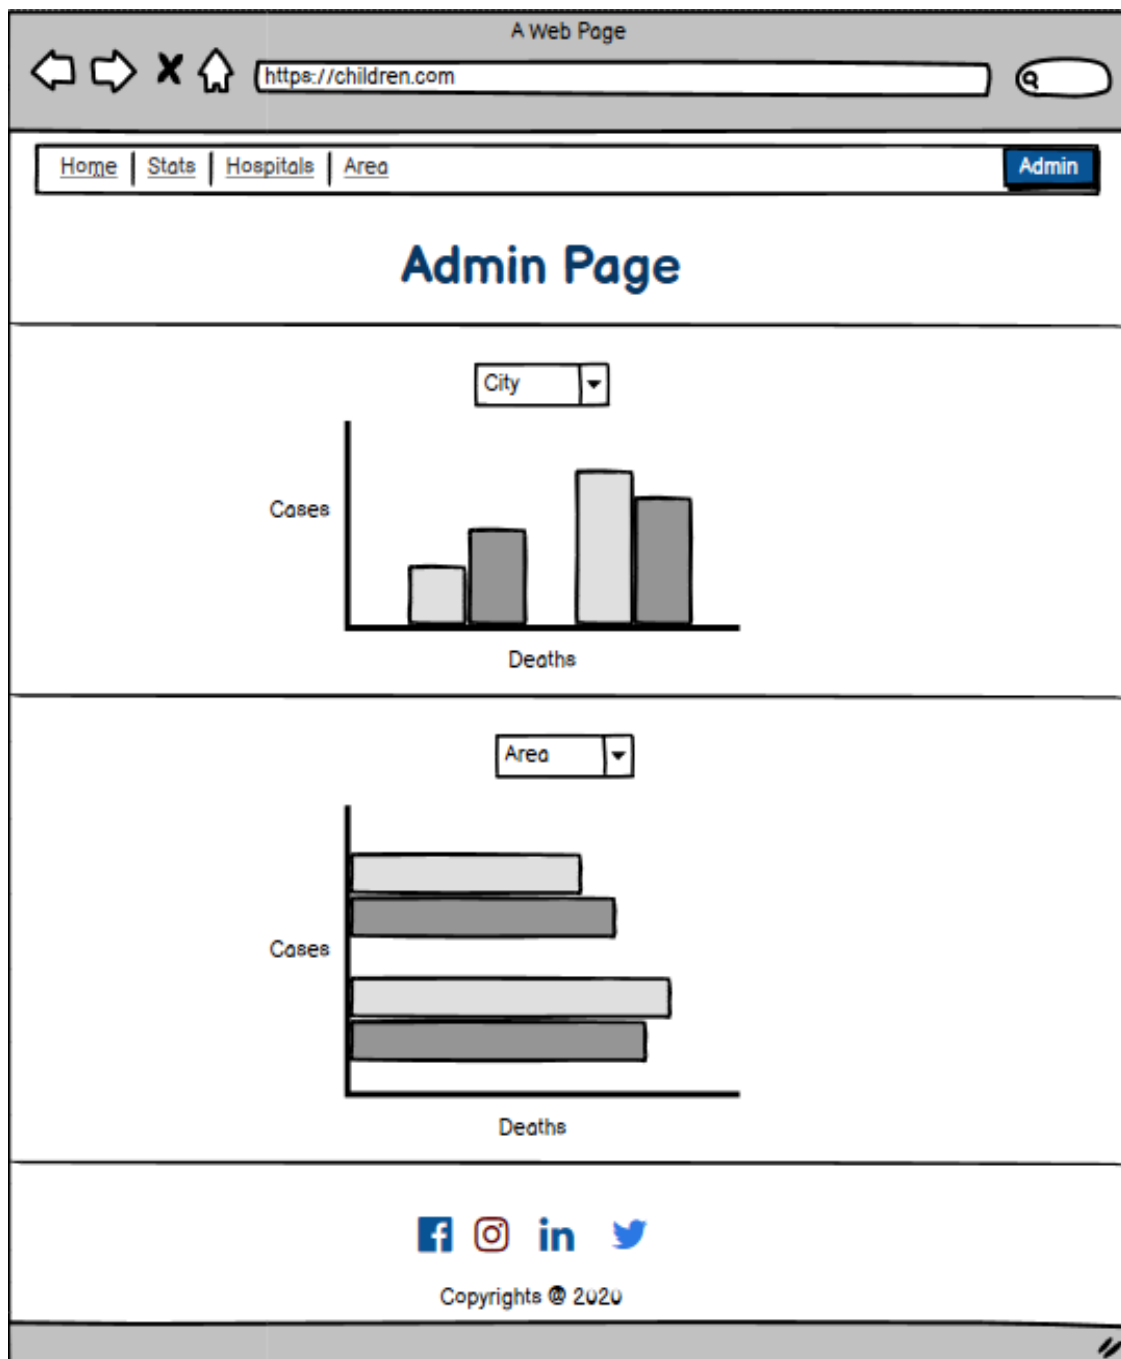 A Web Page
https://children.com
Home Stats Hospitals Area Admin
Admin Page
City
Cases
Deaths
Area
Cases
Deaths
Copyrights @ 2020